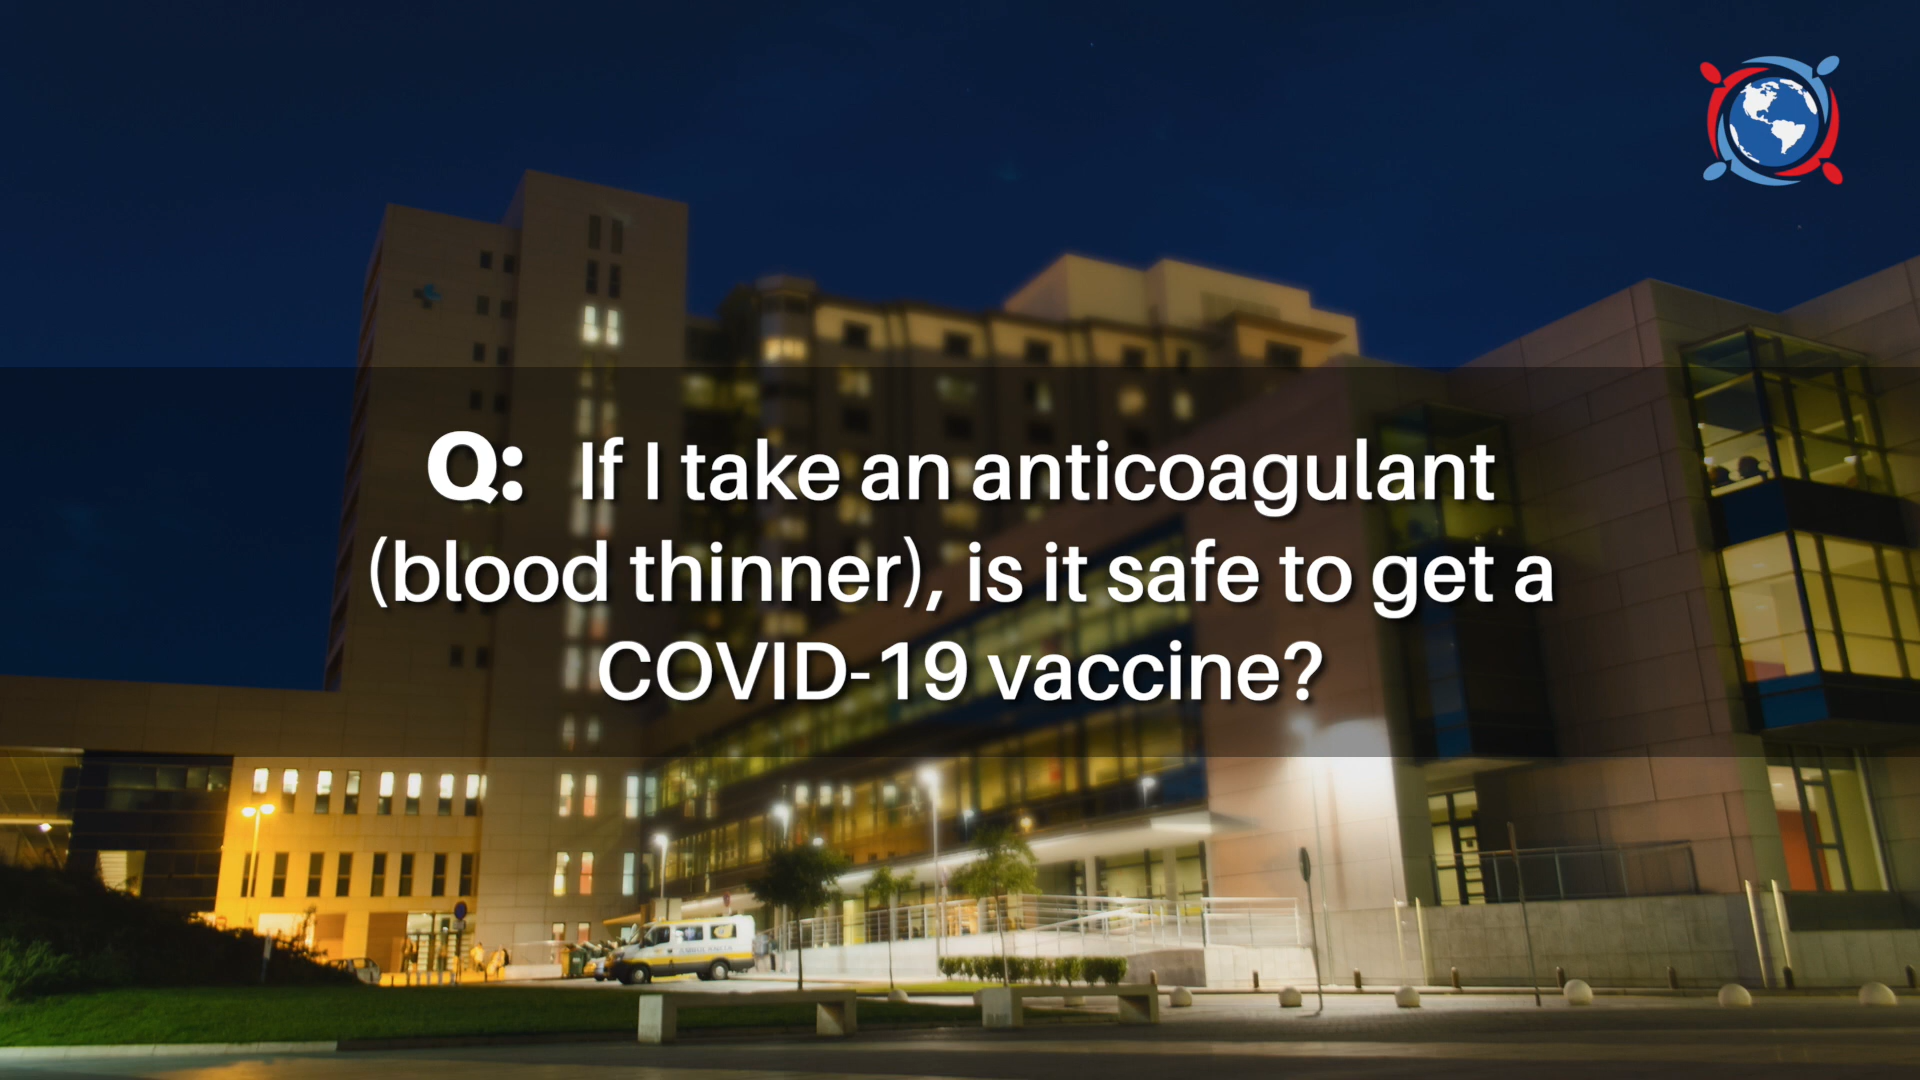 Q: If I take an anticoagulant
(blood thinner), is it safe to get a
COVID-19 vaccine?